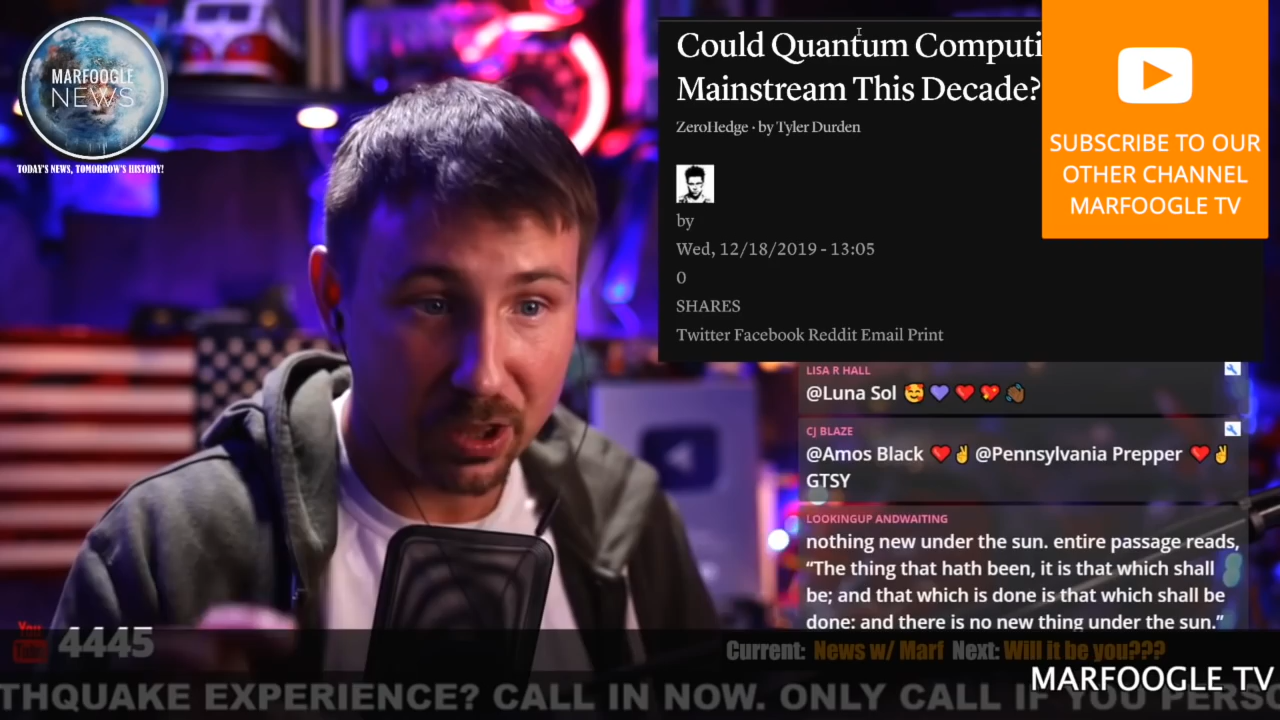 MARFOOGLE
NEWS
TODAY'S NEWS, TOMORROW'S HISTORY!
Could Quantum Computi
Mainstream This Decade?
ZeroHedge · by Tyler Durden
by
Wed, 12/18/2019 - 13:05
0
SHARES
Twitter Facebook Reddit Email Print
SUBSCRIBE TO OUR
OTHER CHANNEL
MARFOOGLE TV
LISA R HALL
@Luna Sol 🥰 💜 ❤️ 💖 👏🏾
CJ BLAZE
@Amos Black ❤️✌️ @Pennsylvania Prepper ❤️✌️
GTSY
LOOKINGUP ANDWAITING
nothing new under the sun. entire passage reads,
“The thing that hath been, it is that which shall
be; and that which is done is that which shall be
done: and there is no new thing under the sun.”
You
Tube 4445
Current: News w/ Marf Next: Will it be you???
THQUAKE EXPERIENCE? CALL IN NOW. ONLY CALL IF YOU PERSO
MARFOOGLE TV